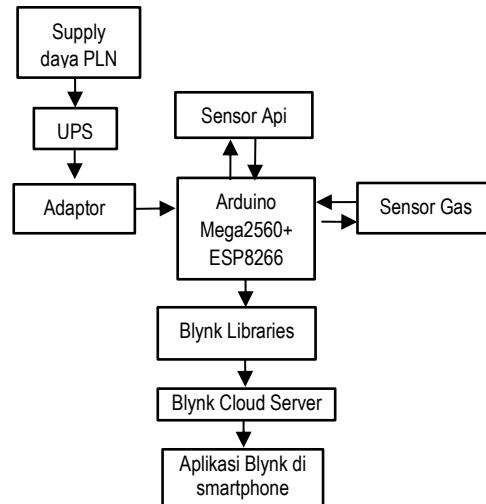 Supply
daya PLN
UPS
Sensor Api
Adaptor
Arduino
Mega2560+
ESP8266
Sensor Gas
Blynk Libraries
Blynk Cloud Server
Aplikasi Blynk di
smartphone